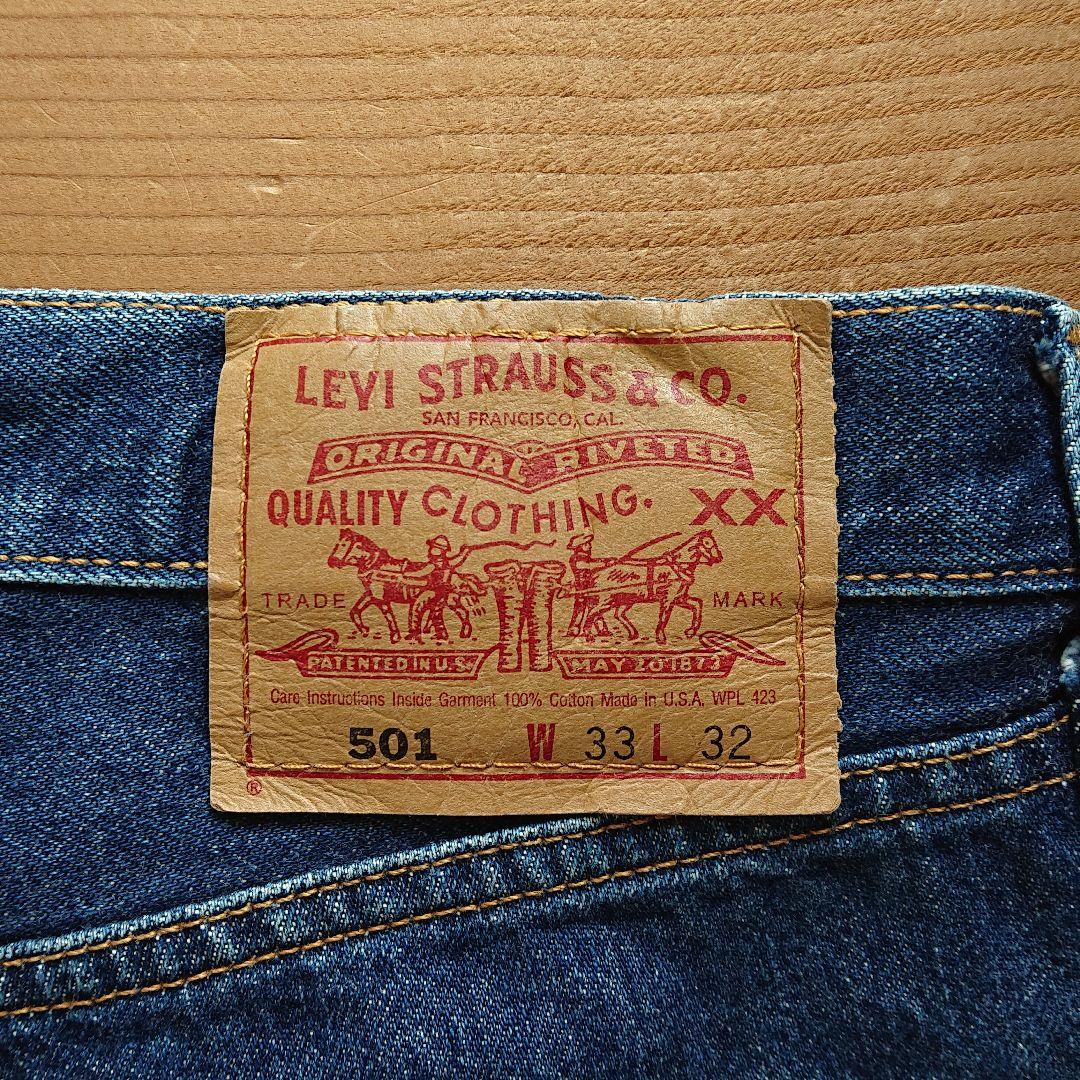 LEVI STRAUSS & CO.
SAN FRANCISCO, CAL.
ORIGINAL RIVETED
QUALITY CLOTHING. XX
TRADE MARK
PATENTED IN U.S. MAY 20 1873
Care Instructions Inside Garment 100% Cotton Made in U.S.A. WPL 423
501 W 33 L 32
®